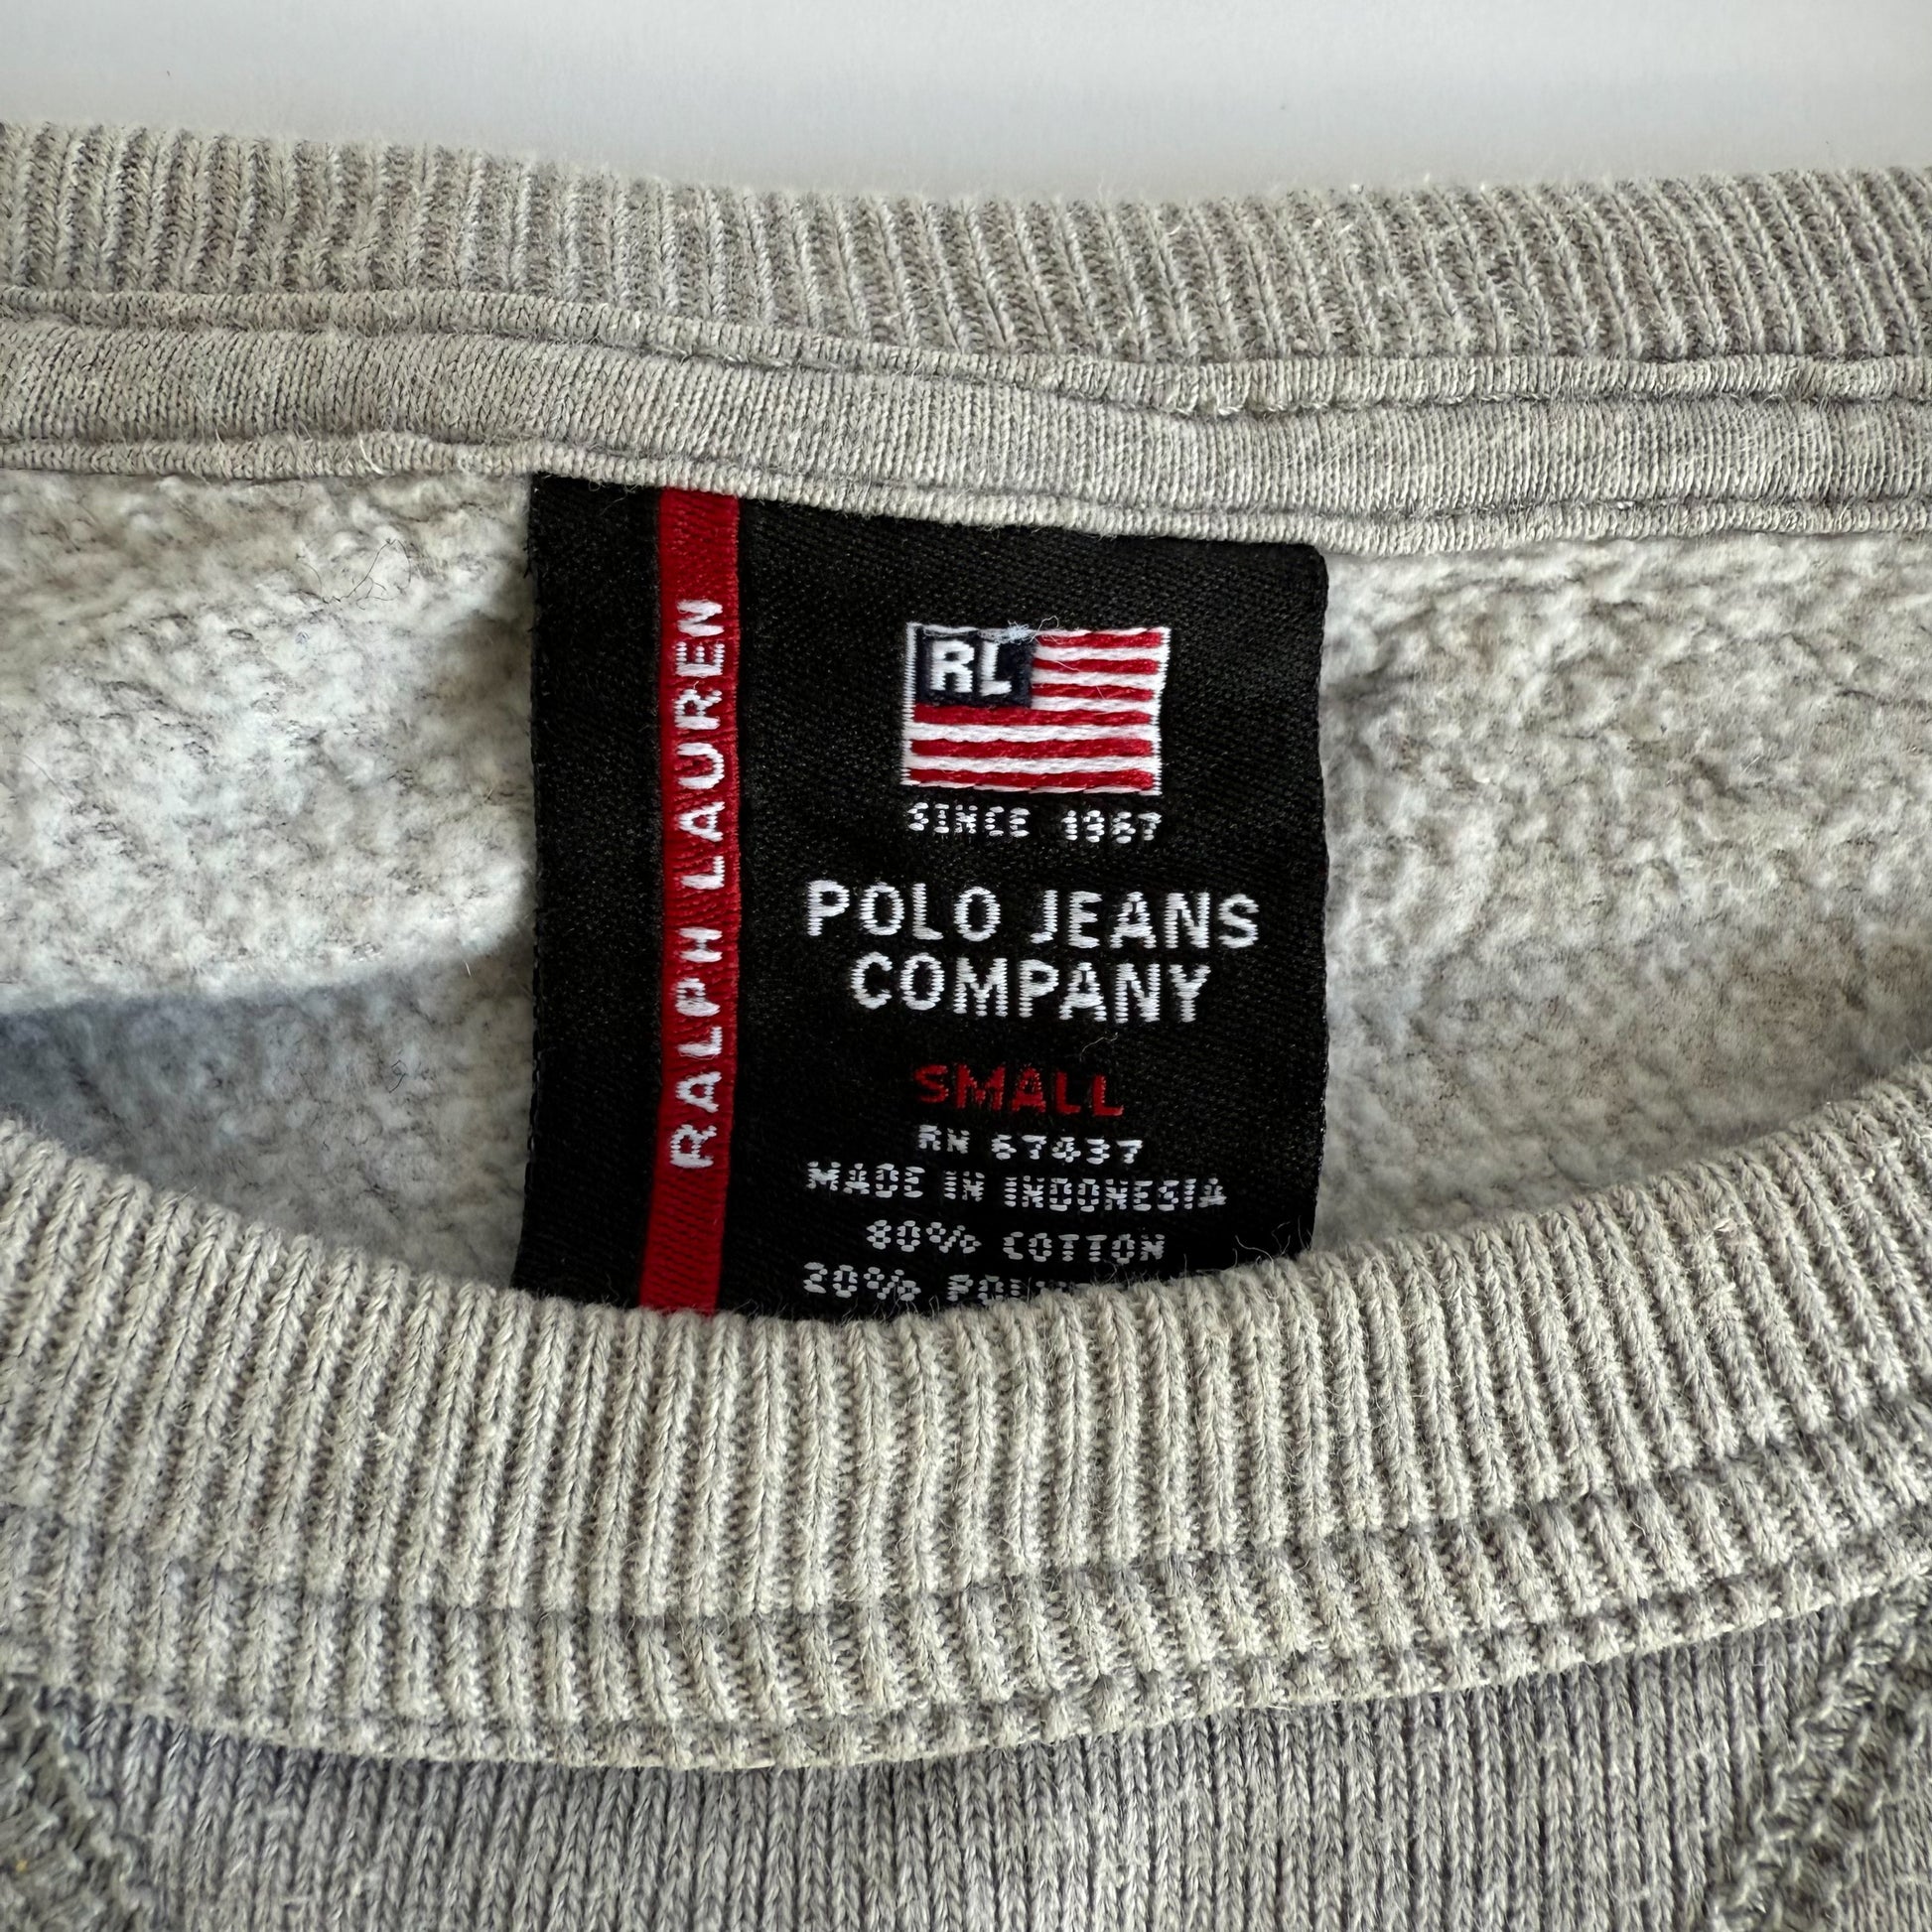 RALPH LAUREN
RL
SINCE 1967
POLO JEANS
COMPANY
SMALL
RN 67437
MADE IN INDONESIA
80% COTTON
20%